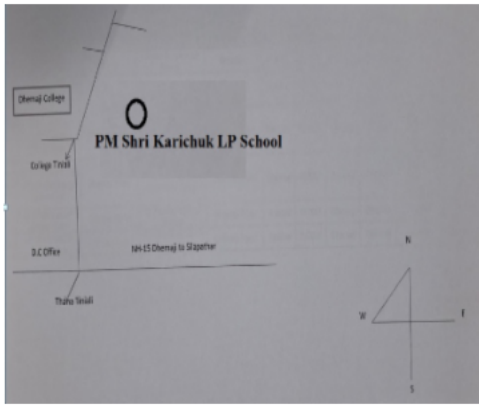 Dhemaji College
PM Shri Karichuk LP School
College Tiniali
D.C Office
NH-15 Dhemaji to Silapathar
Thana Tiniali
N
W
E
S